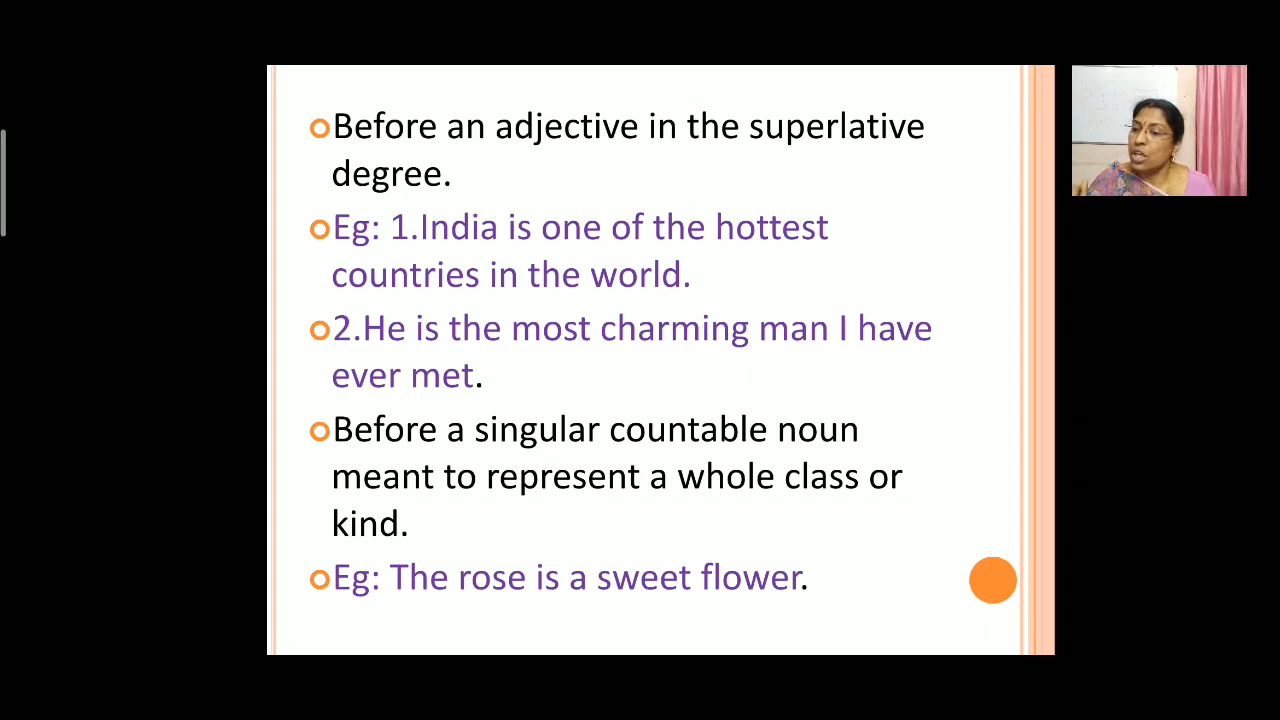 Before an adjective in the superlative
degree.
Eg: 1.India is one of the hottest
countries in the world.
2.He is the most charming man I have
ever met.
Before a singular countable noun
meant to represent a whole class or
kind.
Eg: The rose is a sweet flower.